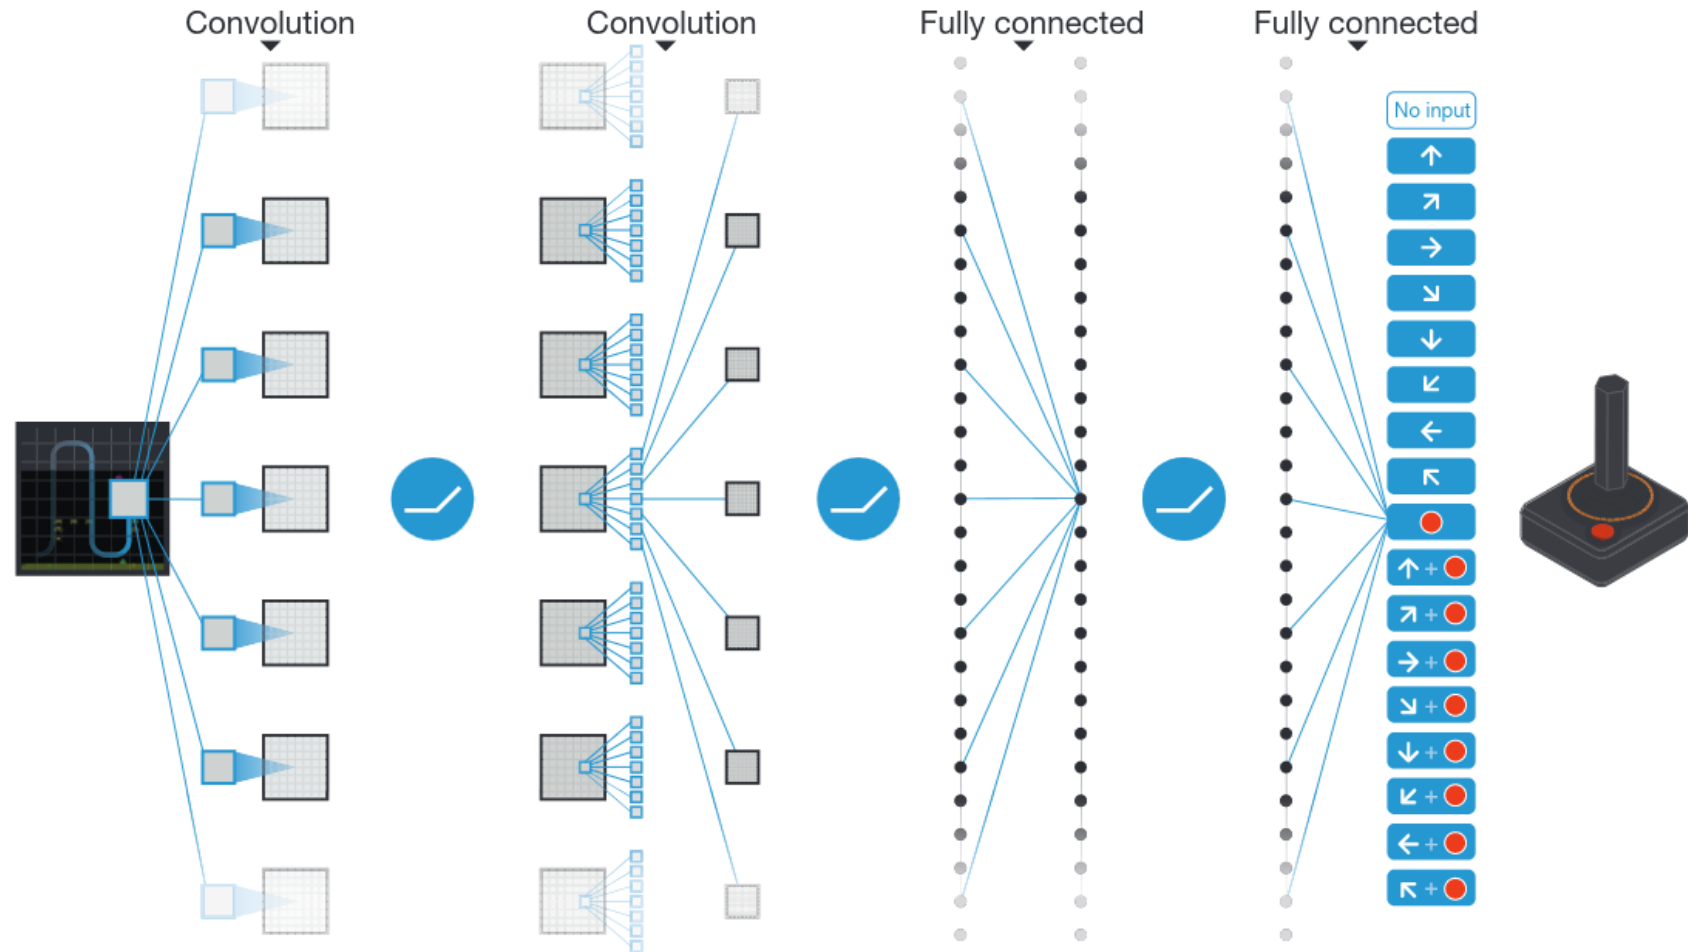 Convolution
Convolution
Fully connected
Fully connected
No input
+
+
+
+
+
+
+
+